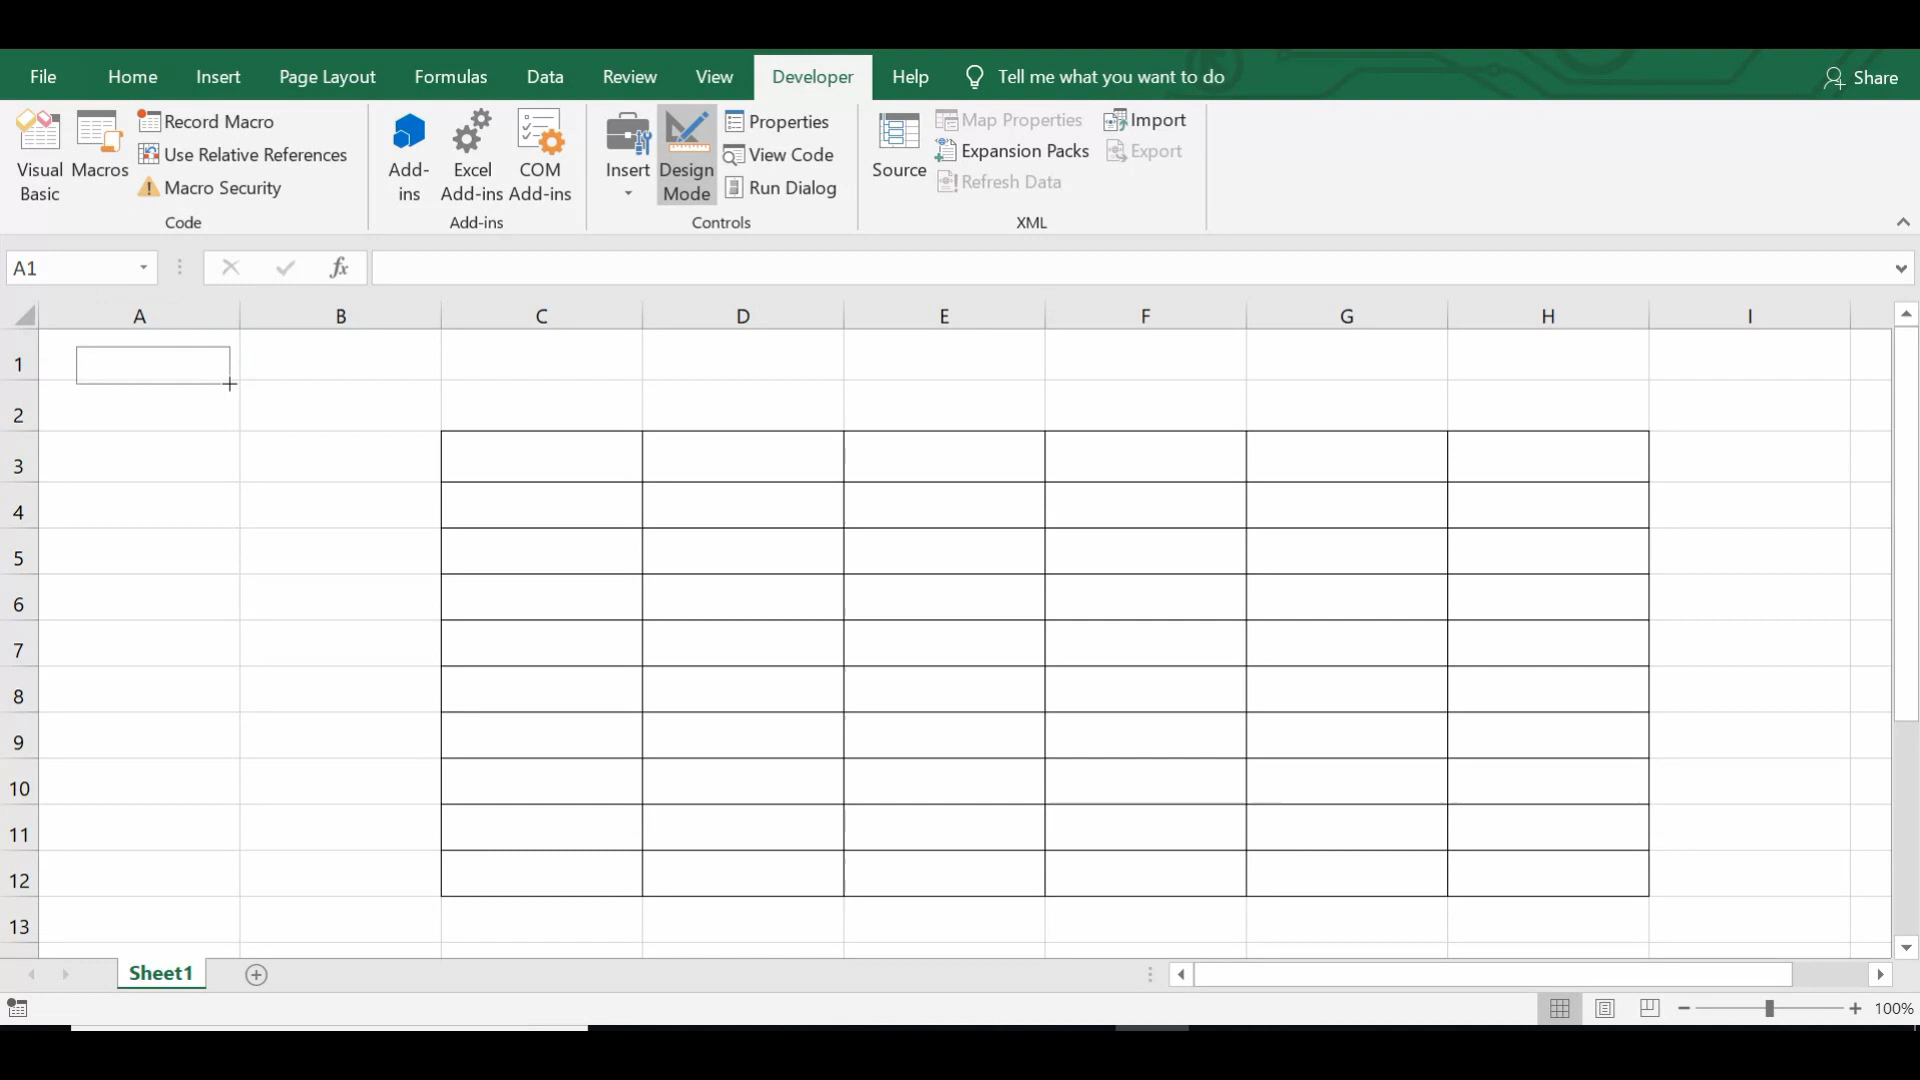 File Home Insert Page Layout Formulas Data Review View Developer Help Tell me what you want to do Share
Visual Basic
Macros
Record Macro
Use Relative References
Macro Security
Code
Add-ins
Excel Add-ins
COM Add-ins
Add-ins
Insert
Design Mode
Properties
View Code
Run Dialog
Controls
Source
Map Properties
Expansion Packs
Refresh Data
Import
Export
XML
A1
fx
A B C D E F G H I
1
2
3
4
5
6
7
8
9
10
11
12
13
Sheet1
100%